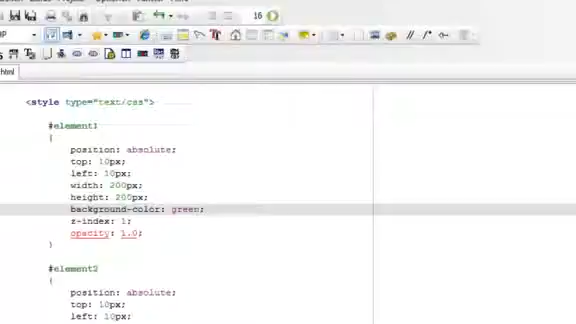 16
html
<style type="text/css">
#element1
{
position: absolute;
top: 10px;
left: 10px;
width: 200px;
height: 200px;
background-color: green;
z-index: 1;
opacity: 1.0;
}
#element2
{
position: absolute;
top: 10px;
left: 10px;